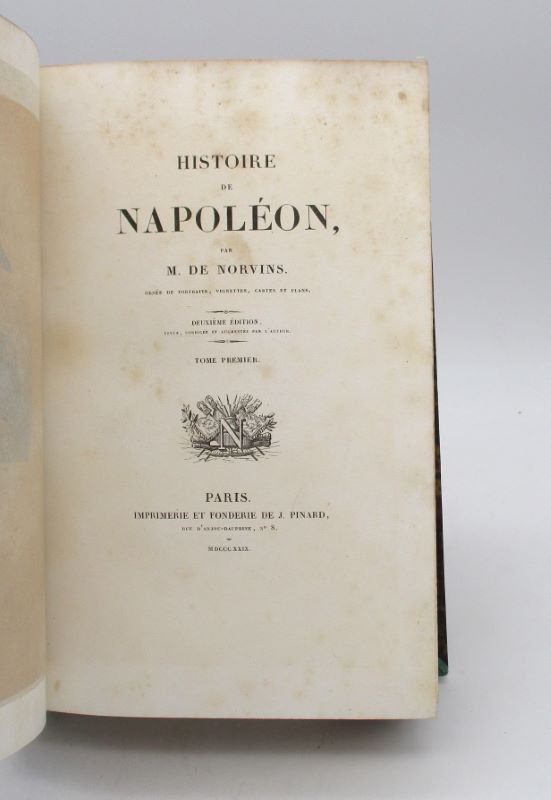 HISTOIRE
DE
NAPOLÉON,
PAR
M. DE NORVINS.
ORNÉE DE PORTRAITS, VIGNETTES, CARTES ET PLANS.
DEUXIÈME ÉDITION,
REVUE, CORRIGÉE ET AUGMENTÉE PAR L'AUTEUR.
TOME PREMIER.
N
PARIS.
IMPRIMERIE ET FONDERIE DE J. PINARD,
RUE D'ANJOU-DAUPHINE, Nº 8.
MDCCCXXIX.